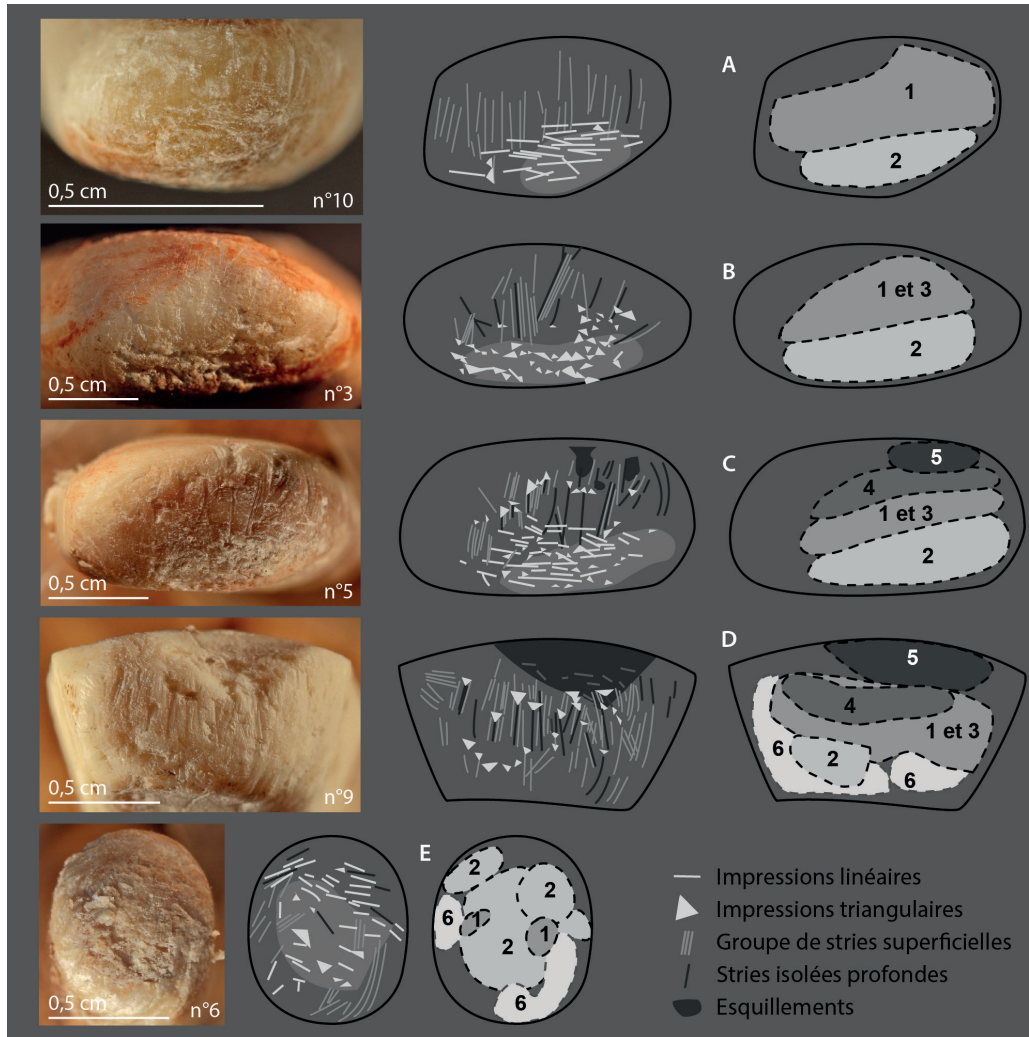 A
1
2
0,5 cm
n°10
B
1 et 3
2
0,5 cm
n°3
C
5
4
1 et 3
2
0,5 cm
n°5
D
5
4
1 et 3
6
2
6
0,5 cm
n°9
E
2
2
6
1
1
2
6
0,5 cm
n°6
Impressions linéaires
Impressions triangulaires
Groupe de stries superficielles
Stries isolées profondes
Esquillements